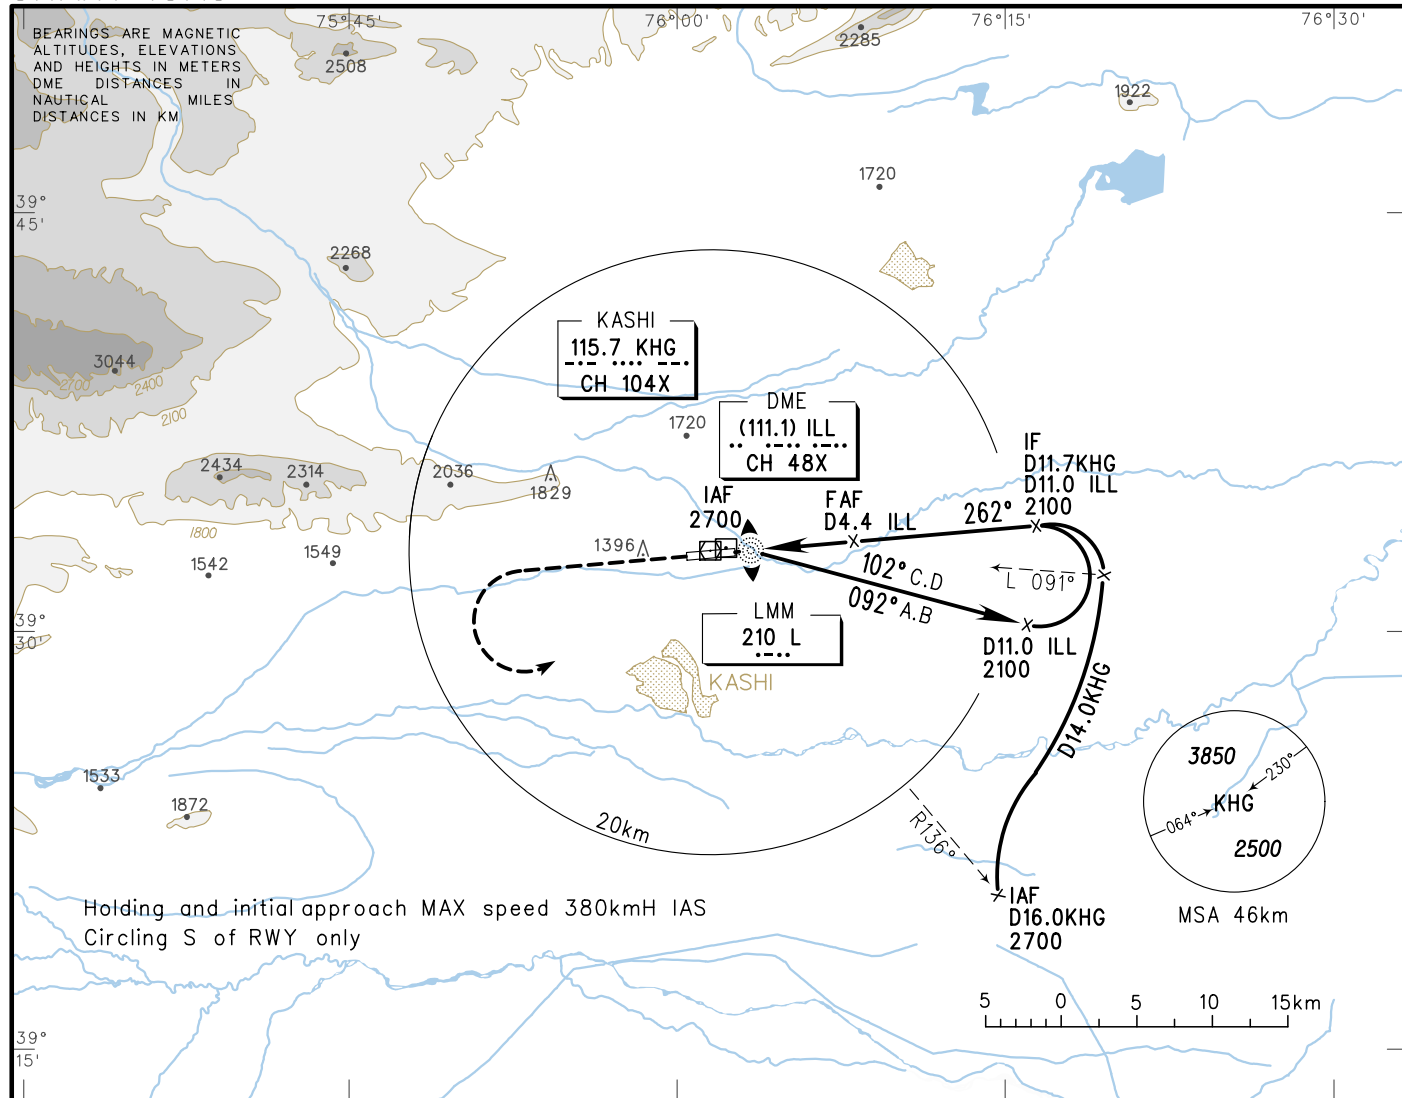 75°45'
76°00'
76°15'
76°30'
BEARINGS ARE MAGNETIC
ALTITUDES, ELEVATIONS
AND HEIGHTS IN METERS
DME DISTANCES IN
NAUTICAL MILES
DISTANCES IN KM
2508
2285
1922
1720
39°
45'
2268
KASHI
115.7 KHG
-·- ···· --·
CH 104X
3044
2700
2400
2100
DME
(111.1) ILL
·· ·-·· ·-··
CH 48X
1720
IF
D11.7KHG
D11.0 ILL
2100
2434
2314
2036
1829
IAF
2700
FAF
D4.4 ILL
262°
1800
1549
1542
1396
102° C.D
092° A.B
L 091°
LMM
210 L
·-··
39°
30'
D11.0 ILL
2100
KASHI
D14.0KHG
3850
230°
KHG
064°
2500
MSA 46km
1533
1872
20km
R136°
IAF
D16.0KHG
2700
Holding and initial approach MAX speed 380kmH IAS
Circling S of RWY only
5 0 5 10 15km
39°
15'